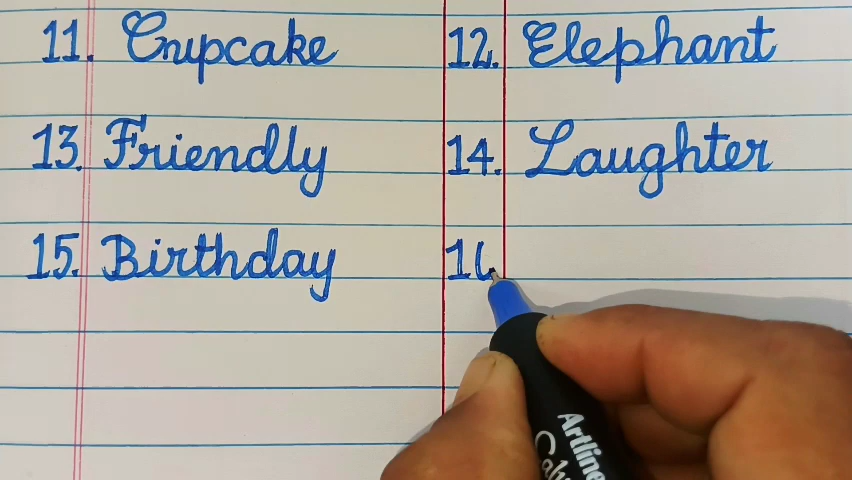 11. Cupcake 12. Elephant
13. Friendly 14. Laughter
15. Birthday 16
Artline